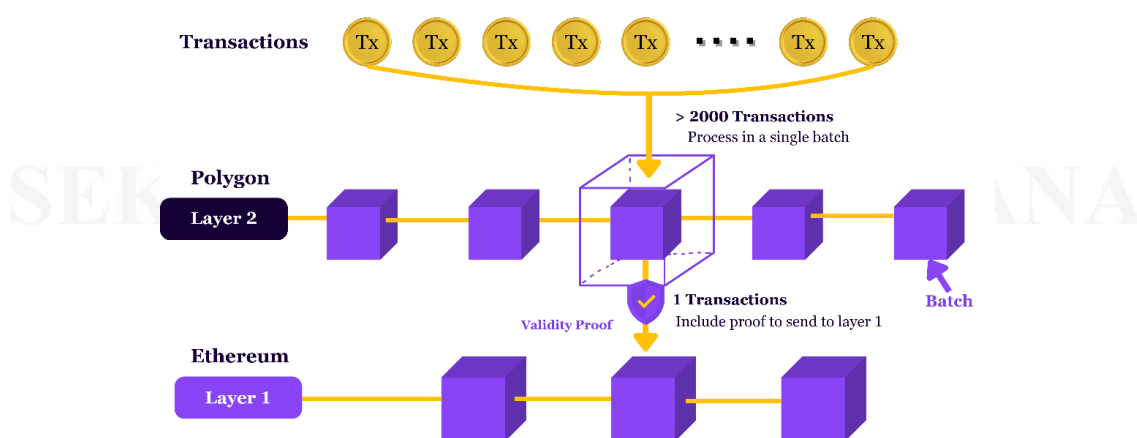 Transactions Tx Tx Tx Tx Tx Tx Tx
> 2000 Transactions
Process in a single batch
Polygon
Layer 2
Batch
1 Transactions
Include proof to send to layer 1
Validity Proof
Ethereum
Layer 1